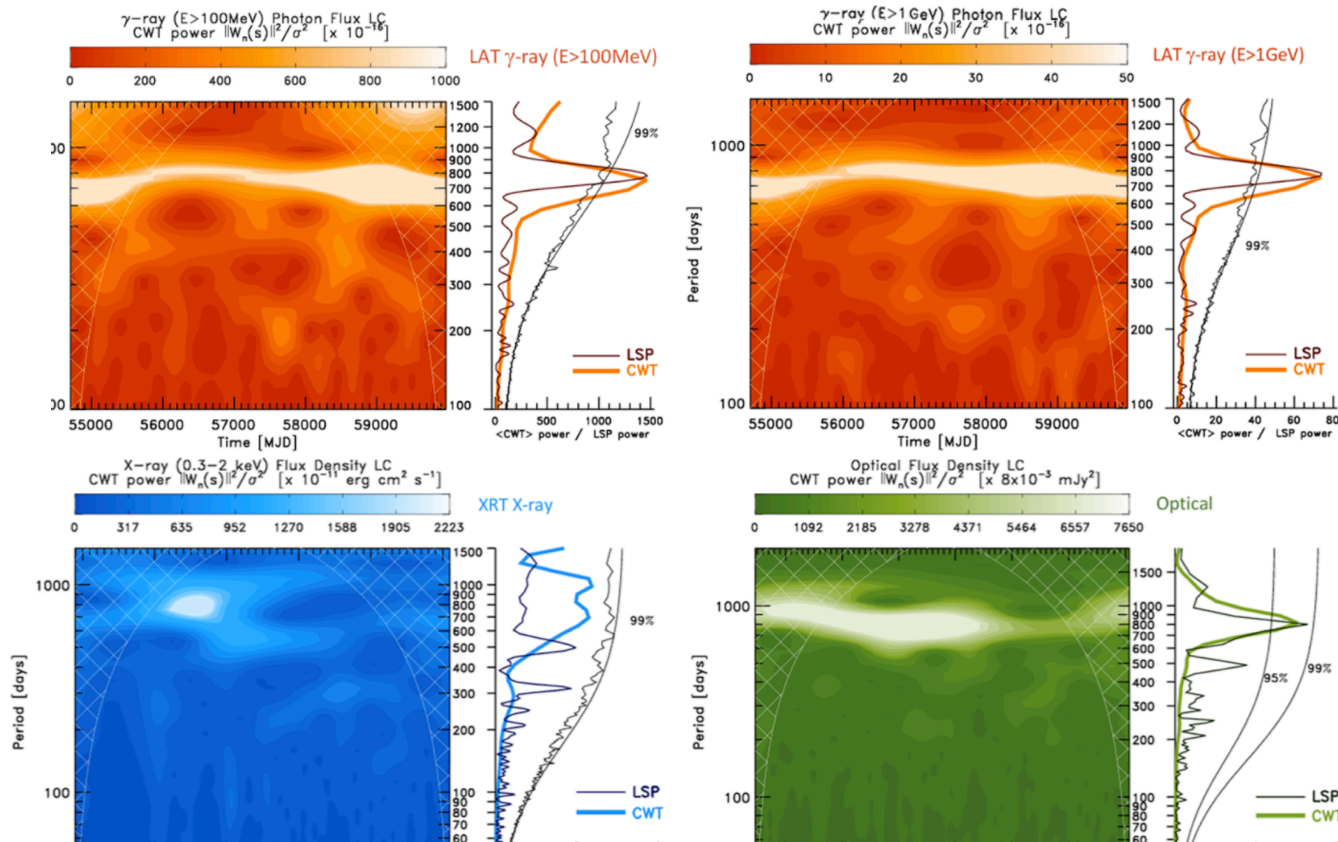 γ-ray (E>100MeV) Photon Flux LC
CWT power ||Wn(s)||²/σ² [x 10⁻¹⁶]
0 200 400 600 800 1000
LAT γ-ray (E>100MeV)
1500
1200
1000
900
800
700
600
500
400
300
200
100
00
00
99%
LSP
CWT
55000 56000 57000 58000 59000
Time [MJD]
0 500 1000 1500
<CWT> power / LSP power
γ-ray (E>1GeV) Photon Flux LC
CWT power ||Wn(s)||²/σ² [x 10⁻¹⁶]
0 10 20 30 40 50
LAT γ-ray (E>1GeV)
1000
100
Period [days]
1500
1200
1000
900
800
700
600
500
400
300
200
100
99%
LSP
CWT
55000 56000 57000 58000 59000
Time [MJD]
0 20 40 60 80
<CWT> power / LSP power
X-ray (0.3-2 keV) Flux Density LC
CWT power ||Wn(s)||²/σ² [x 10⁻¹¹ erg cm² s⁻¹]
0 317 635 952 1270 1588 1905 2223
XRT X-ray
1000
100
Period [days]
1500
1000
900
800
700
600
500
400
300
200
100
90
80
70
60
99%
LSP
CWT
Optical Flux Density LC
CWT power ||Wn(s)||²/σ² [x 8x10⁻³ mJy²]
0 1092 2185 3278 4371 5464 6557 7650
Optical
1000
100
Period [days]
1500
1000
900
800
700
600
500
400
300
200
100
90
80
70
60
95%
99%
LSP
CWT